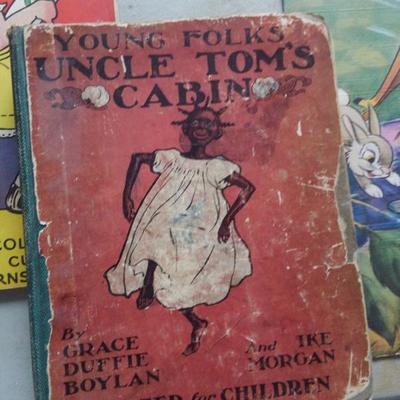 YOUNG FOLKS'
UNCLE TOM'S
CABIN
By
GRACE
DUFFIE
BOYLAN
And IKE
MORGAN
for CHILDREN